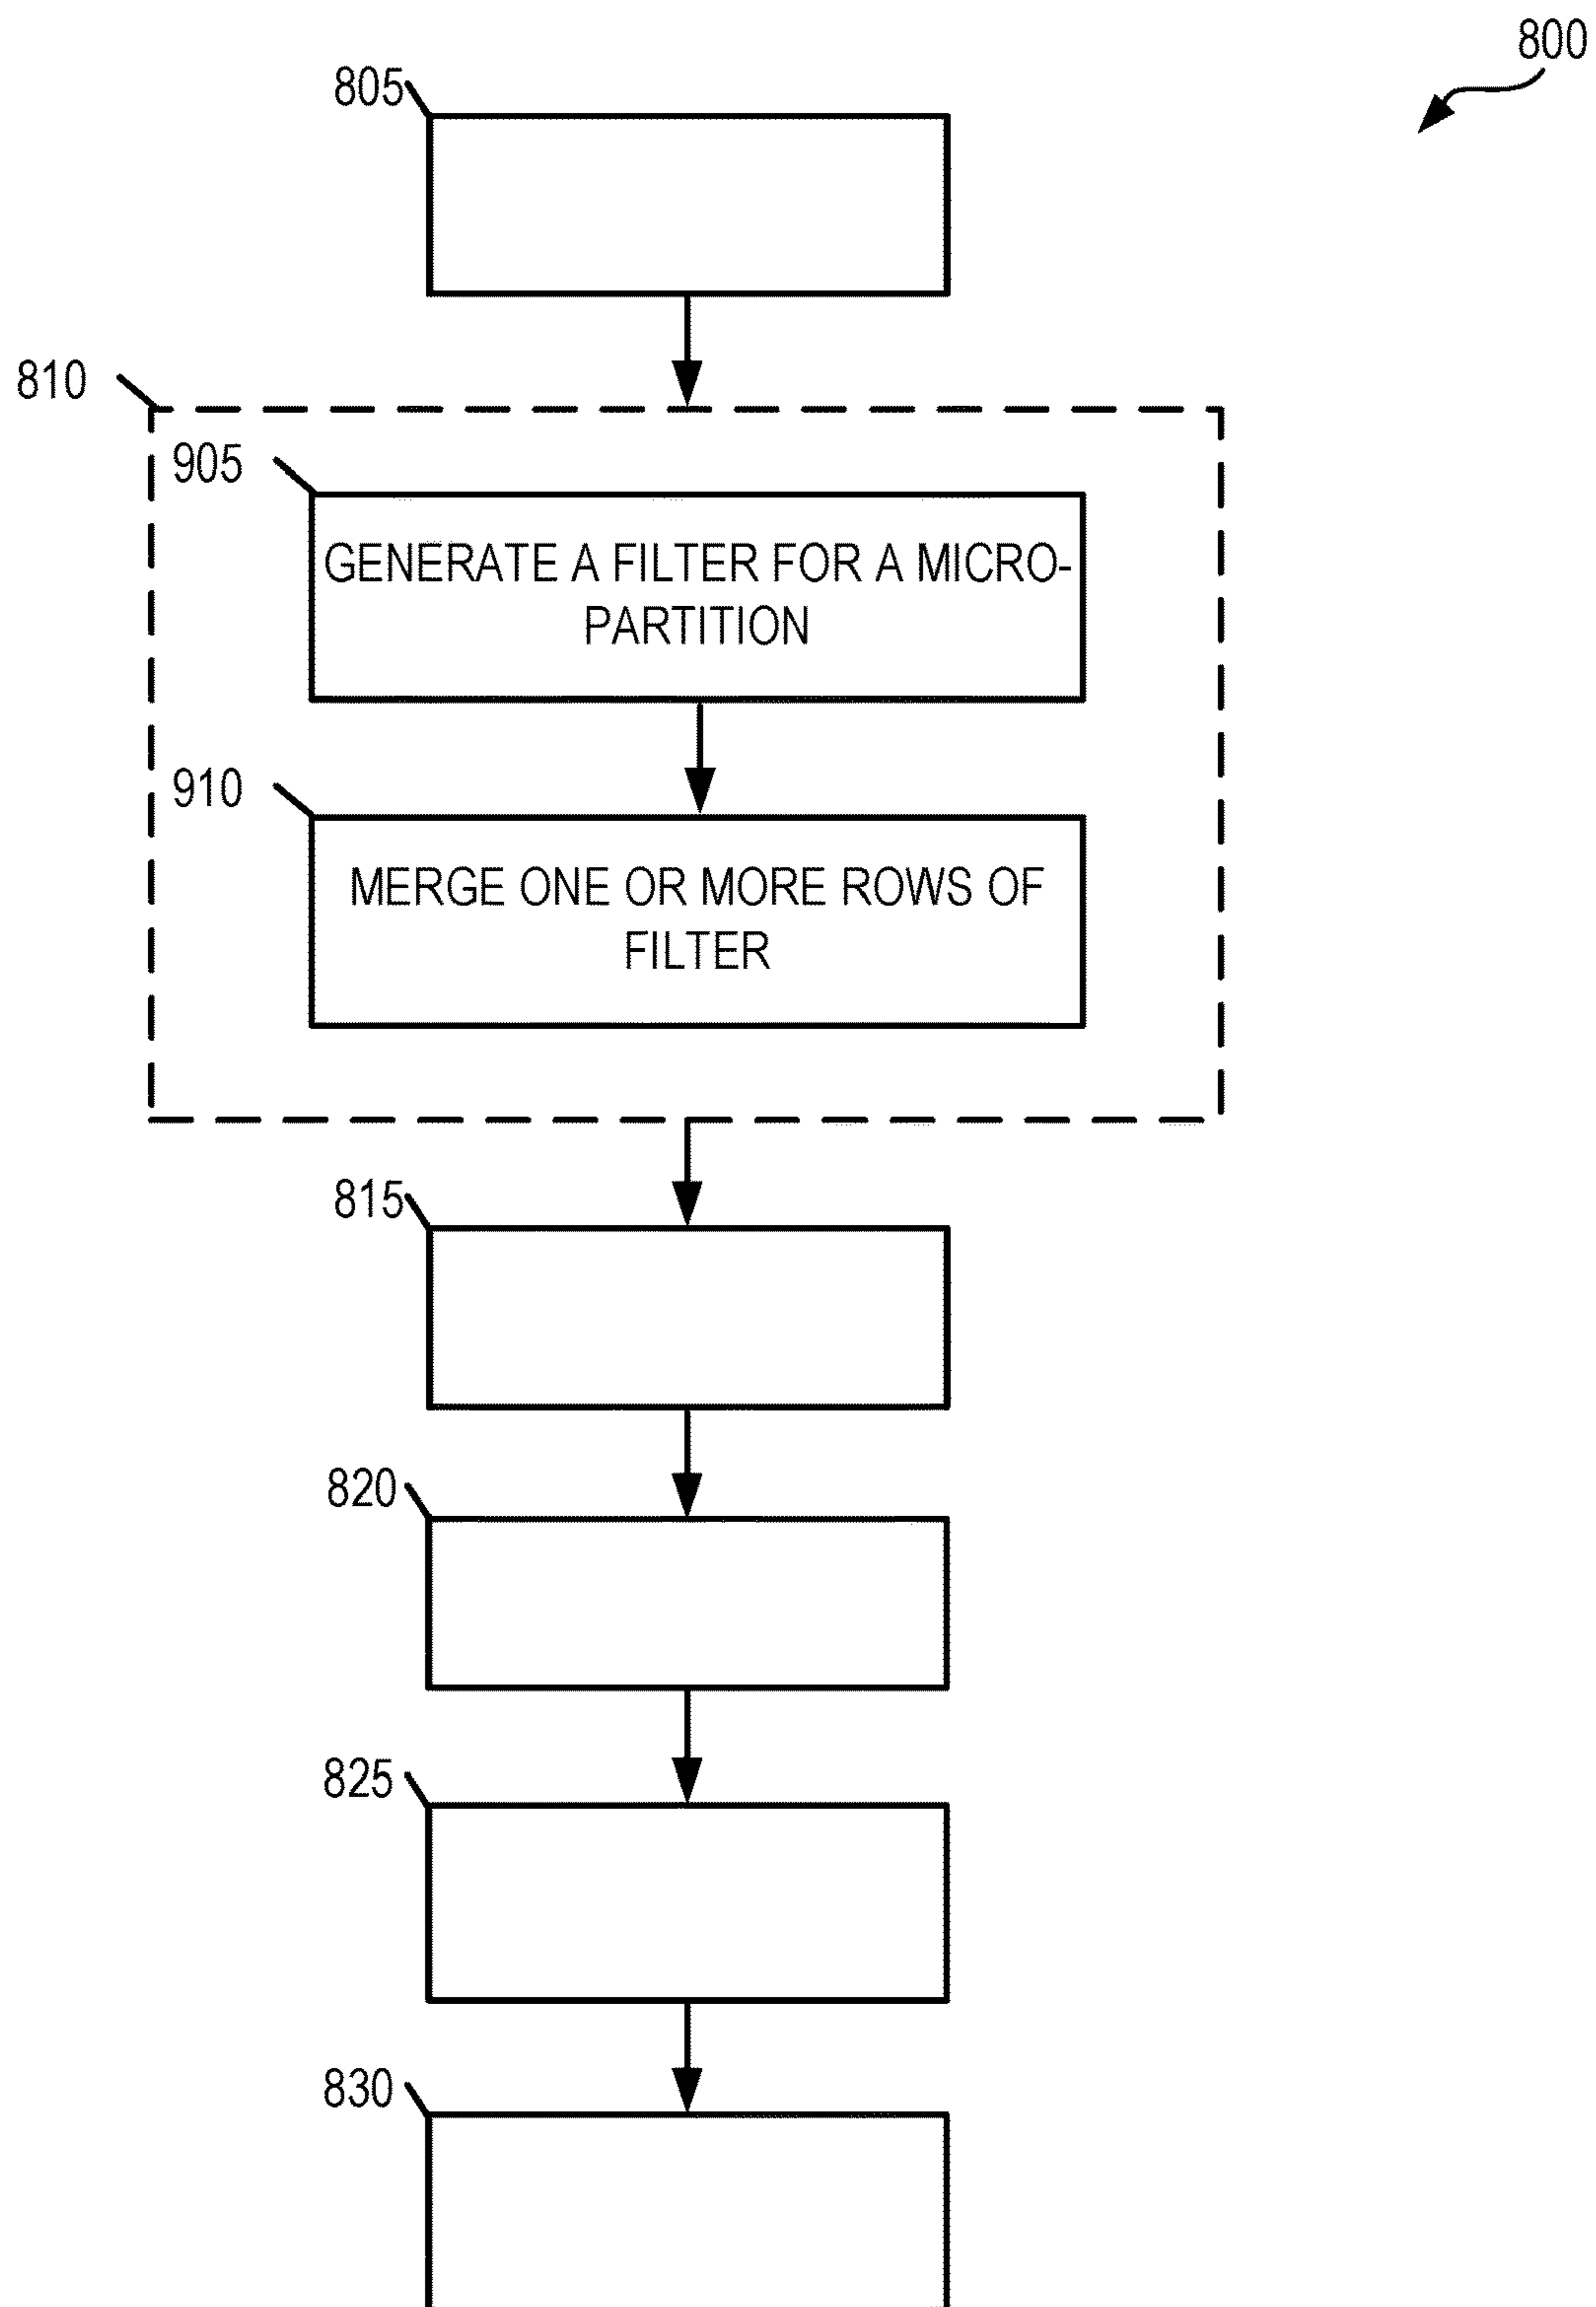 800
805
810
905
GENERATE A FILTER FOR A MICRO-
PARTITION
910
MERGE ONE OR MORE ROWS OF
FILTER
815
820
825
830